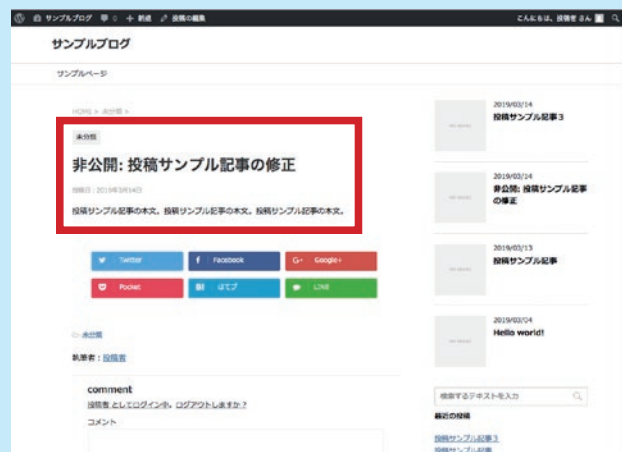 サンプルブログ 0 + 新規 投稿の編集 こんにちは、投稿者 さん
サンプルブログ
サンプルページ
HOME > 未分類 >
未分類
非公開: 投稿サンプル記事の修正
投稿日 : 2019年3月14日
投稿サンプル記事の本文。投稿サンプル記事の本文。投稿サンプル記事の本文。
Twitter
Facebook
G+ Google+
Pocket
B! はてブ
LINE
未分類
執筆者 : 投稿者
comment
投稿者 としてログイン中。ログアウトしますか ?
コメント
2019/03/14
投稿サンプル記事３
2019/03/14
非公開: 投稿サンプル記事
の修正
2019/03/13
投稿サンプル記事
2019/03/04
Hello world!
検索するテキストを入力
最近の投稿
投稿サンプル記事３
投稿サンプル記事